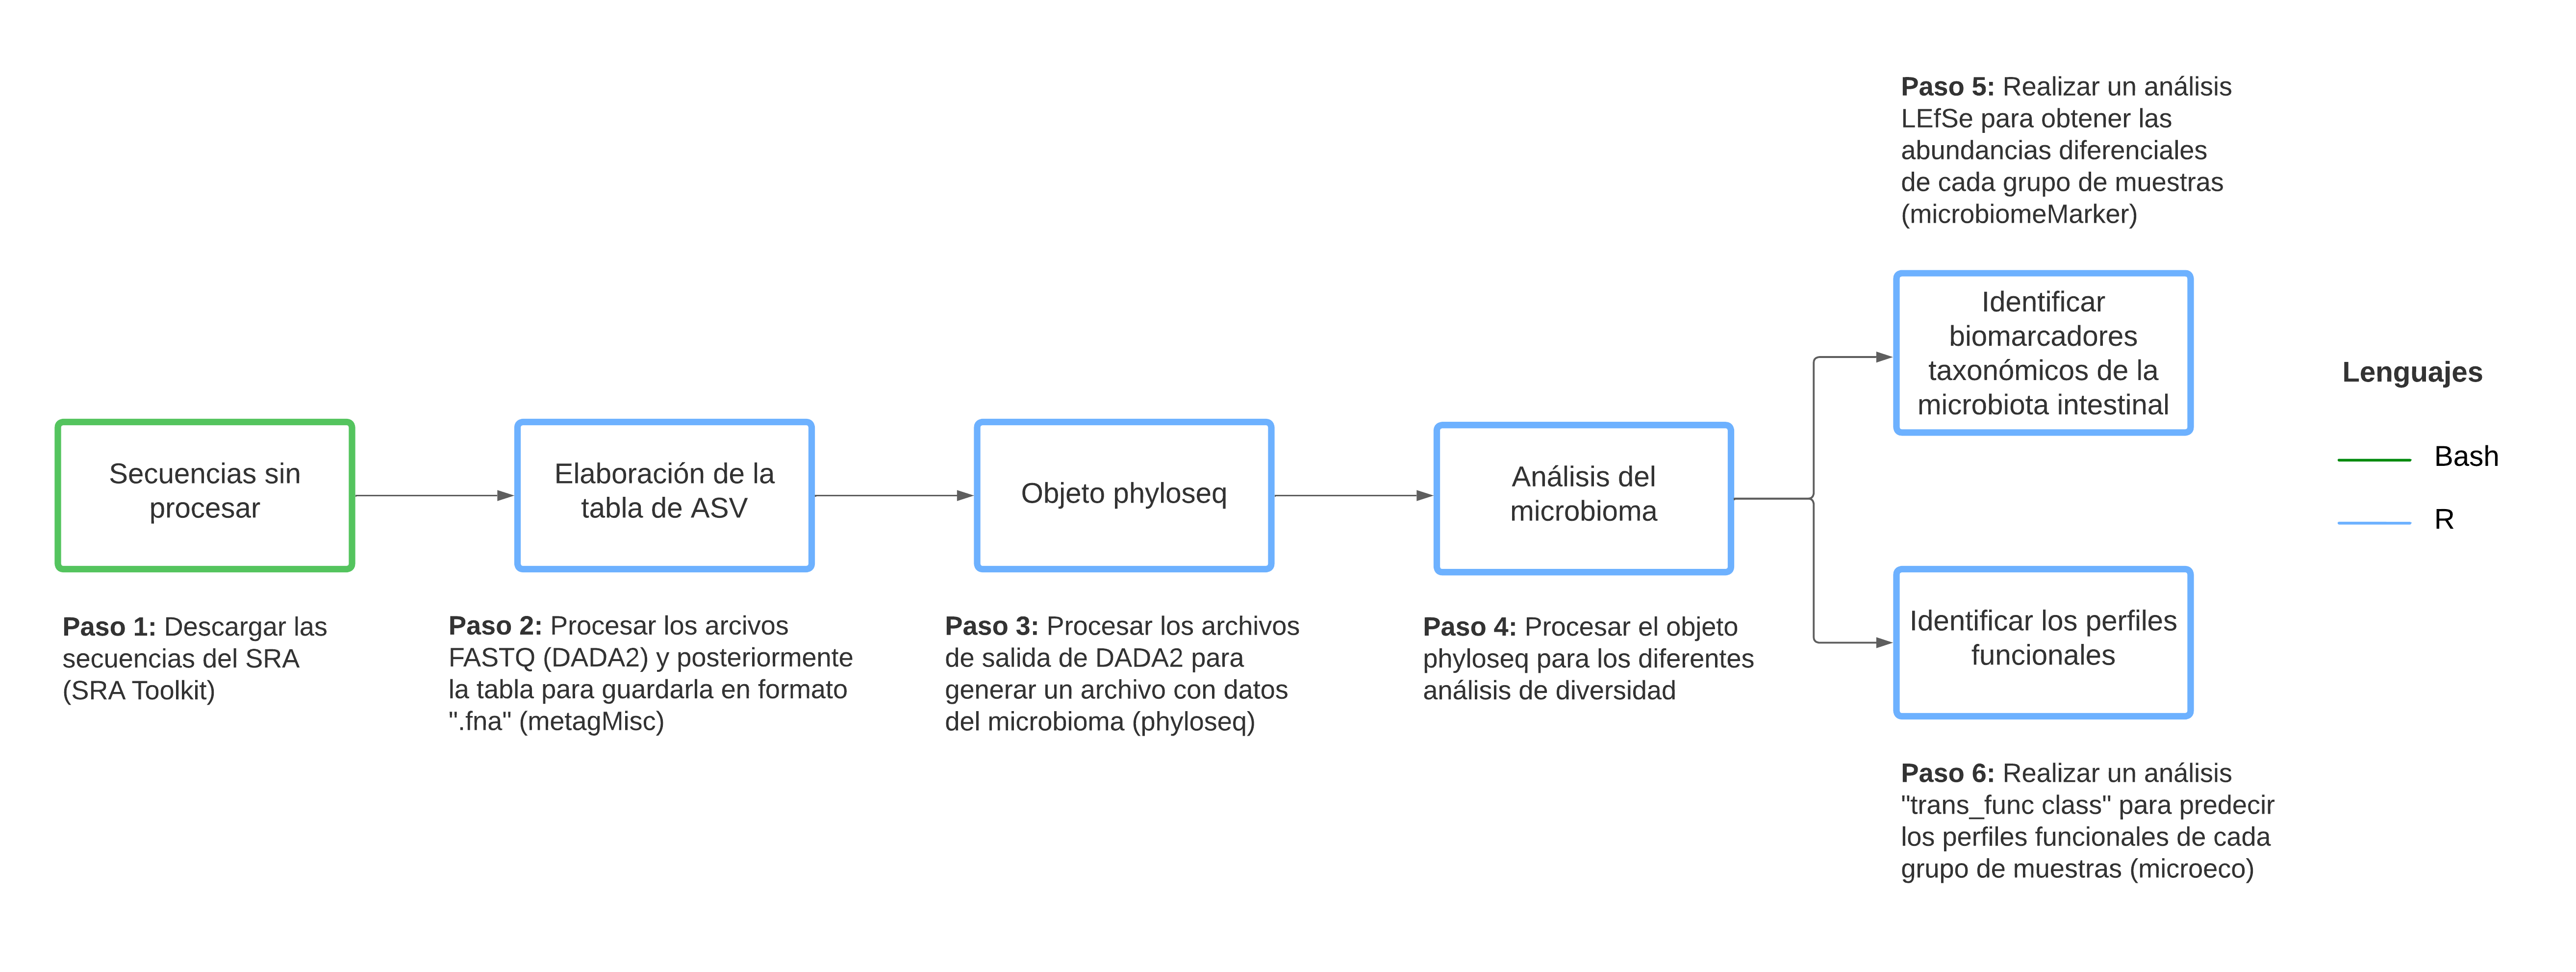 Secuencias sin
procesar
Paso 1: Descargar las
secuencias del SRA
(SRA Toolkit)
Elaboración de la
tabla de ASV
Paso 2: Procesar los arcivos
FASTQ (DADA2) y posteriormente
la tabla para guardarla en formato
".fna" (metagMisc)
Objeto phyloseq
Paso 3: Procesar los archivos
de salida de DADA2 para
generar un archivo con datos
del microbioma (phyloseq)
Análisis del
microbioma
Paso 4: Procesar el objeto
phyloseq para los diferentes
análisis de diversidad
Paso 5: Realizar un análisis
LEfSe para obtener las
abundancias diferenciales
de cada grupo de muestras
(microbiomeMarker)
Identificar
biomarcadores
taxonómicos de la
microbiota intestinal
Identificar los perfiles
funcionales
Paso 6: Realizar un análisis
"trans_func class" para predecir
los perfiles funcionales de cada
grupo de muestras (microeco)
Lenguajes
Bash
R